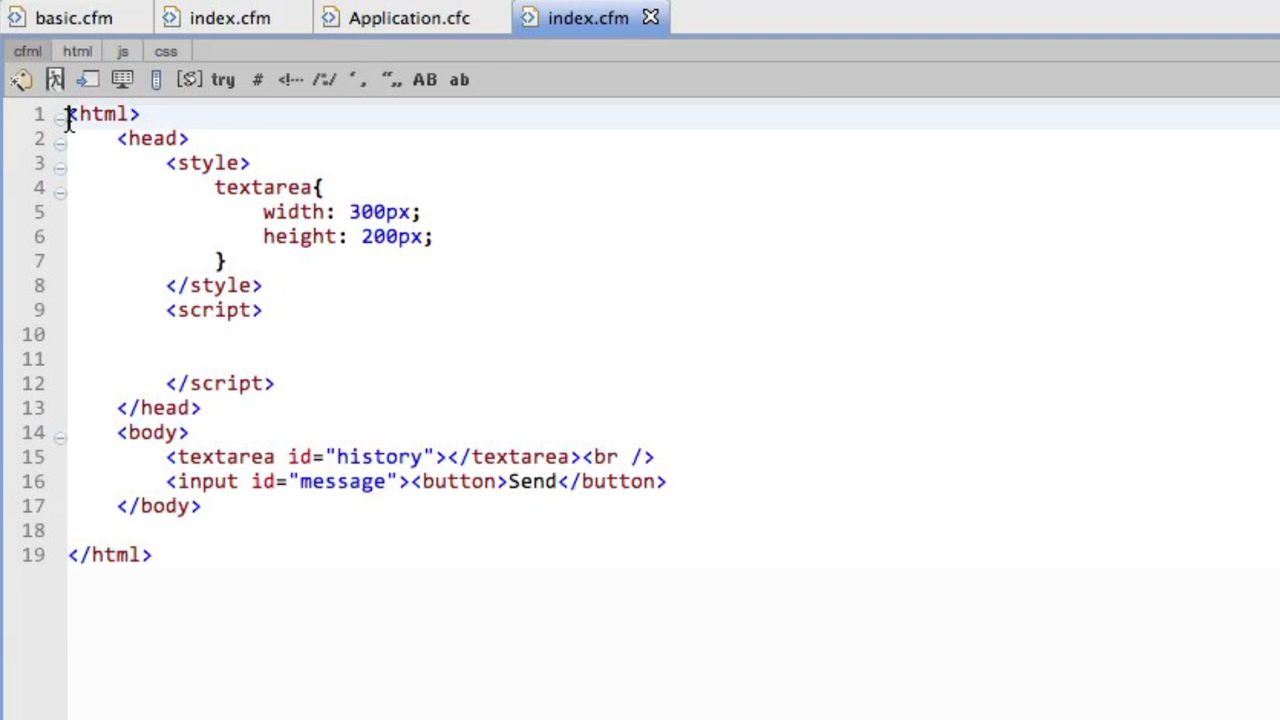 basic.cfm index.cfm Application.cfc index.cfm
cfml html js css
try # <!-- /*/ ‘, “,, AB ab
1 <html>
2 <head>
3 <style>
4 textarea{
5 width: 300px;
6 height: 200px;
7 }
8 </style>
9 <script>
10
11
12 </script>
13 </head>
14 <body>
15 <textarea id="history"></textarea><br />
16 <input id="message"><button>Send</button>
17 </body>
18
19 </html>